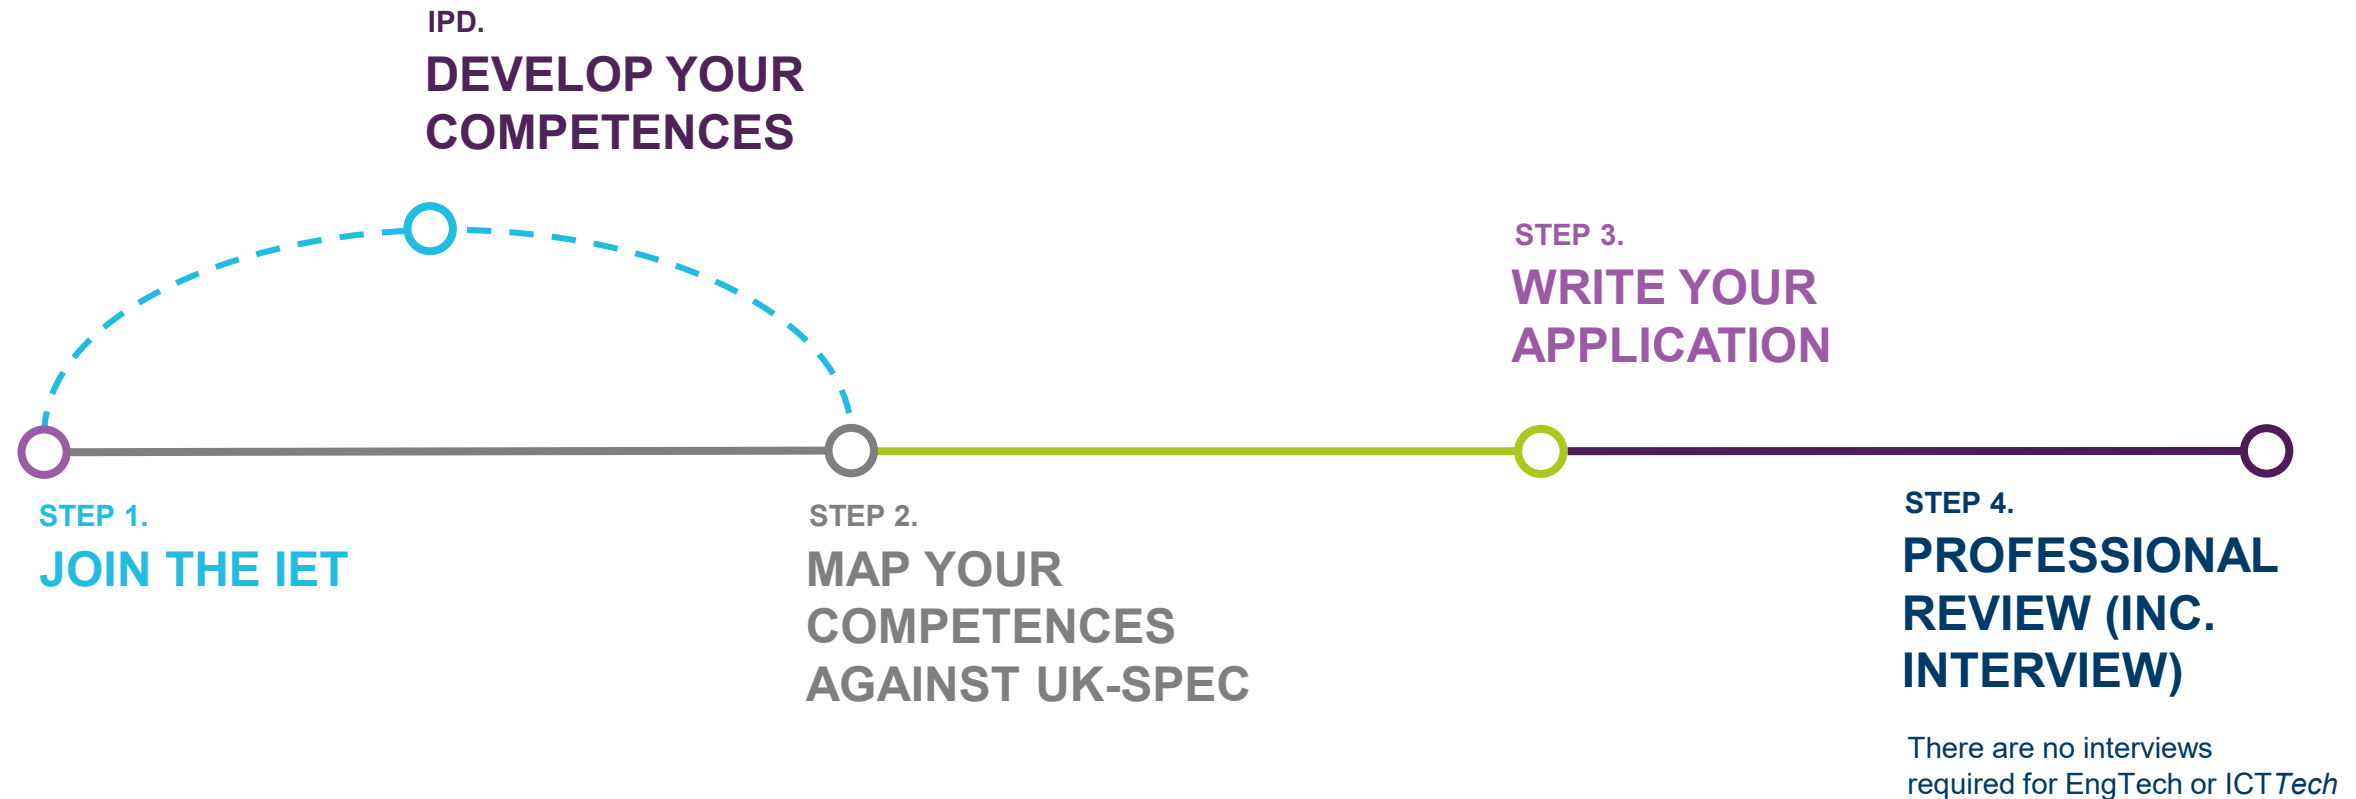 IPD.
DEVELOP YOUR
COMPETENCES
STEP 3.
WRITE YOUR
APPLICATION
STEP 1.
JOIN THE IET
STEP 2.
MAP YOUR
COMPETENCES
AGAINST UK-SPEC
STEP 4.
PROFESSIONAL
REVIEW (INC.
INTERVIEW)
There are no interviews
required for EngTech or ICTTech